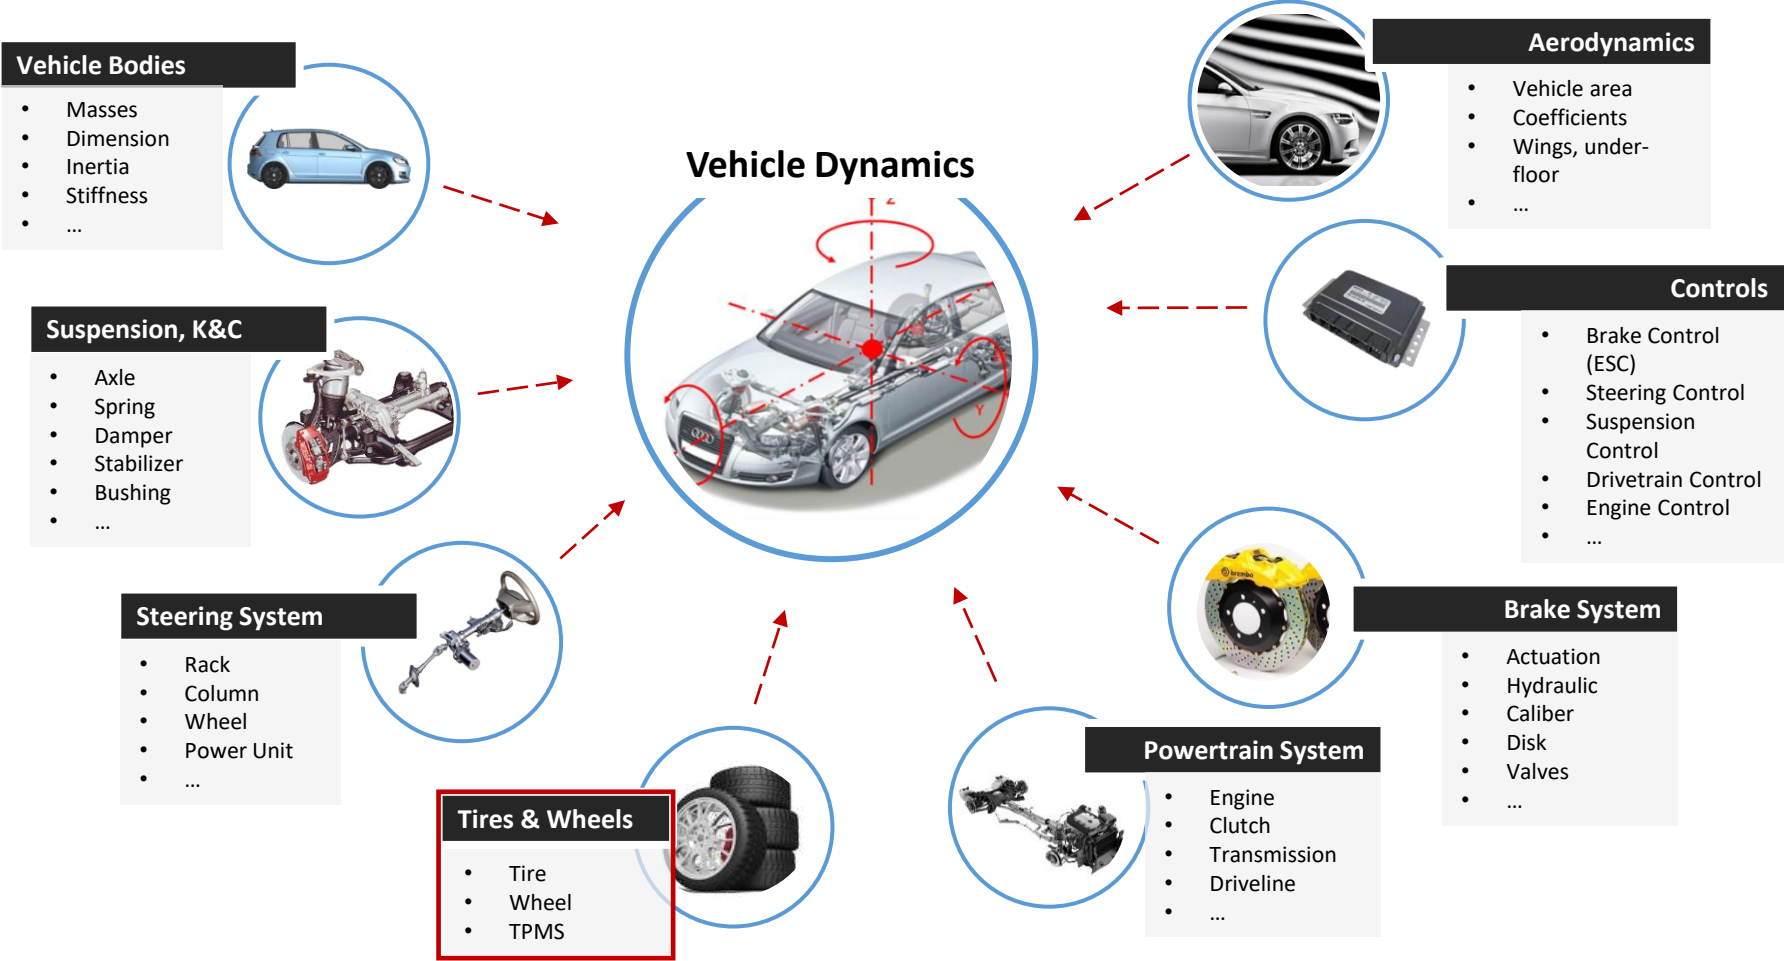 Vehicle Dynamics
Z
Y
Vehicle Bodies
• Masses
• Dimension
• Inertia
• Stiffness
• ...
Suspension, K&C
• Axle
• Spring
• Damper
• Stabilizer
• Bushing
• ...
Steering System
• Rack
• Column
• Wheel
• Power Unit
• ...
Tires & Wheels
• Tire
• Wheel
• TPMS
Powertrain System
• Engine
• Clutch
• Transmission
• Driveline
• ...
brembo
Brake System
• Actuation
• Hydraulic
• Caliber
• Disk
• Valves
• ...
Controls
• Brake Control
(ESC)
• Steering Control
• Suspension
Control
• Drivetrain Control
• Engine Control
• ...
Aerodynamics
• Vehicle area
• Coefficients
• Wings, under-
floor
• ...